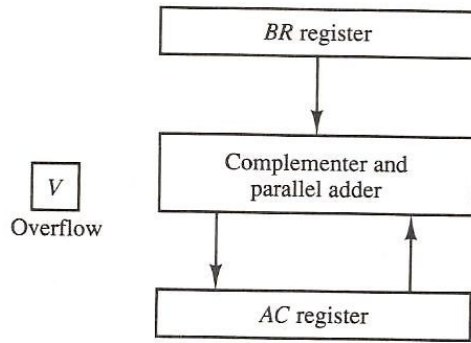 BR register
Complementer and
parallel adder
V
Overflow
AC register